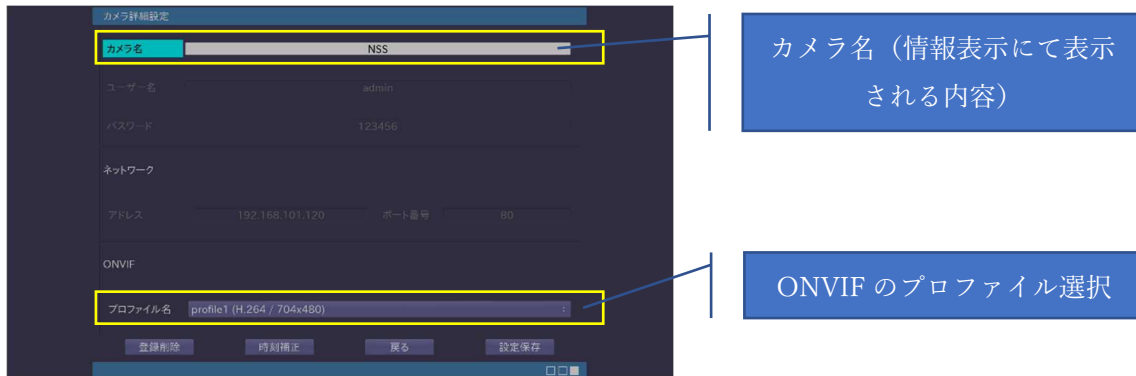 カメラ詳細設定
カメラ名 NSS
ユーザー名 admin
パスワード 123456
ネットワーク
アドレス 192.168.101.120 ポート番号 80
ONVIF
プロファイル名 profile1 (H.264 / 704x480)
登録削除 時刻補正 戻る 設定保存
カメラ名（情報表示にて表示
される内容）
ONVIF のプロファイル選択